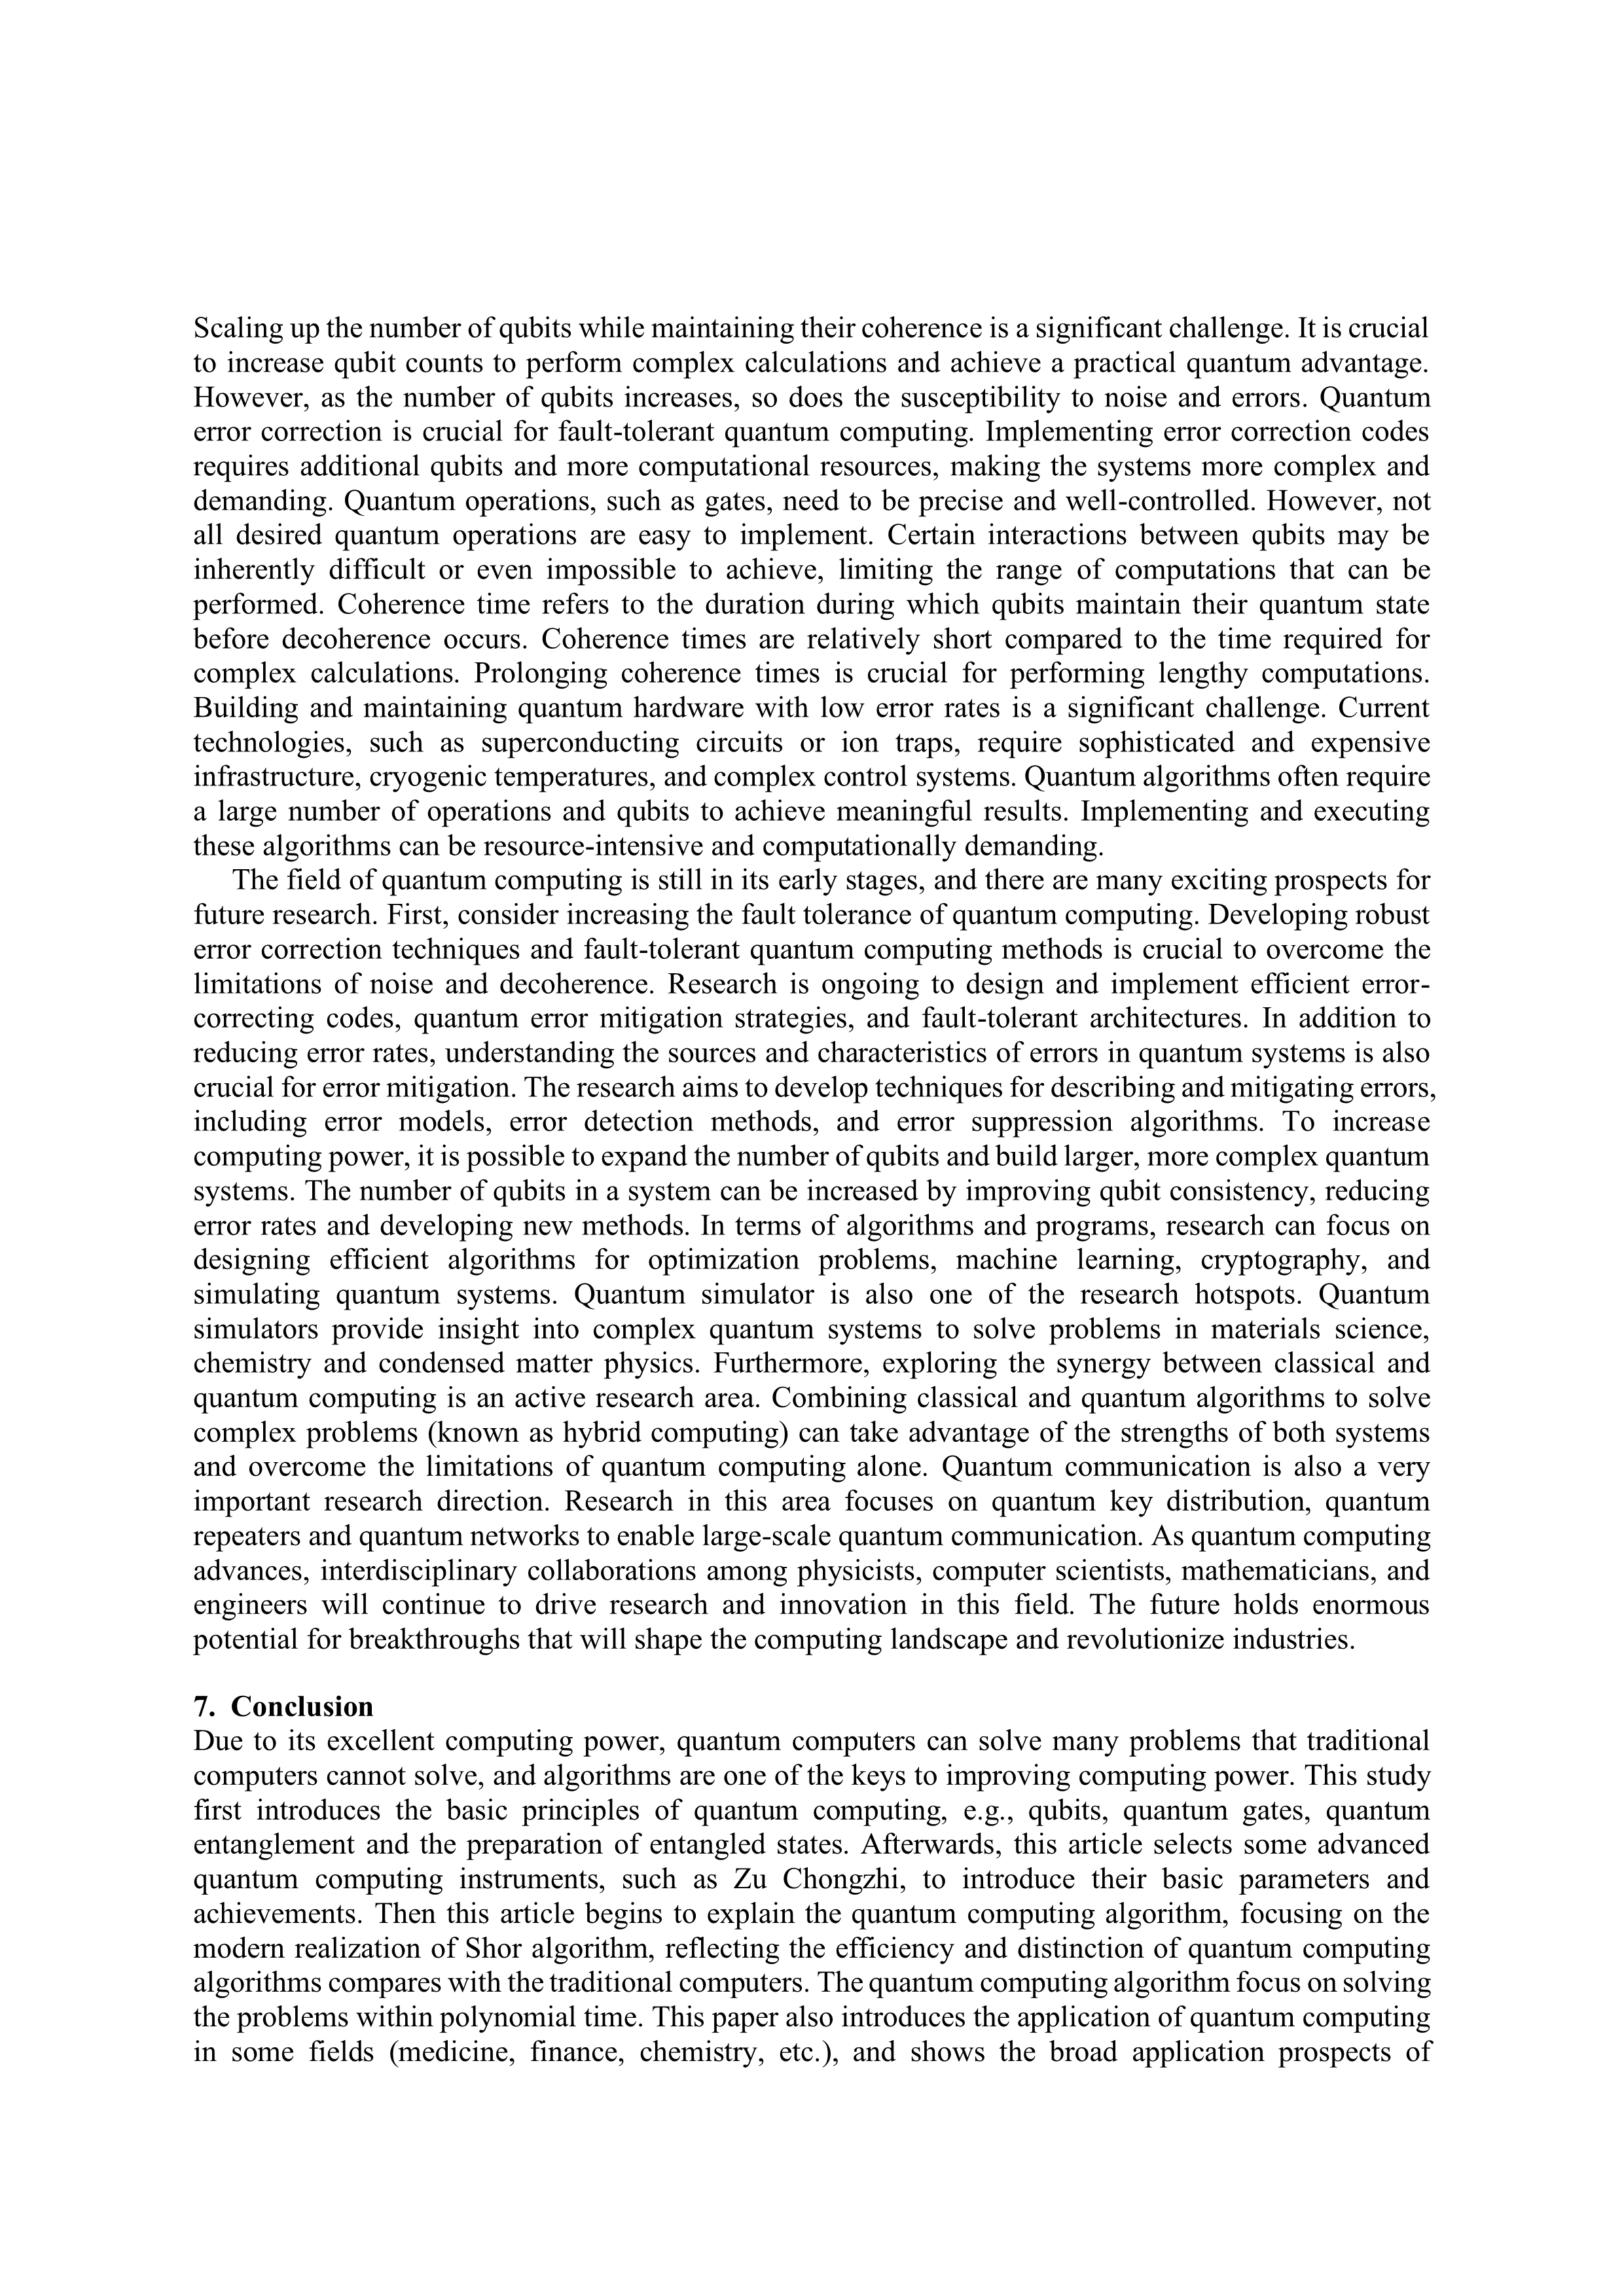 Scaling up the number of qubits while maintaining their coherence is a significant challenge. It is crucial
to increase qubit counts to perform complex calculations and achieve a practical quantum advantage.
However, as the number of qubits increases, so does the susceptibility to noise and errors. Quantum
error correction is crucial for fault-tolerant quantum computing. Implementing error correction codes
requires additional qubits and more computational resources, making the systems more complex and
demanding. Quantum operations, such as gates, need to be precise and well-controlled. However, not
all desired quantum operations are easy to implement. Certain interactions between qubits may be
inherently difficult or even impossible to achieve, limiting the range of computations that can be
performed. Coherence time refers to the duration during which qubits maintain their quantum state
before decoherence occurs. Coherence times are relatively short compared to the time required for
complex calculations. Prolonging coherence times is crucial for performing lengthy computations.
Building and maintaining quantum hardware with low error rates is a significant challenge. Current
technologies, such as superconducting circuits or ion traps, require sophisticated and expensive
infrastructure, cryogenic temperatures, and complex control systems. Quantum algorithms often require
a large number of operations and qubits to achieve meaningful results. Implementing and executing
these algorithms can be resource-intensive and computationally demanding.
The field of quantum computing is still in its early stages, and there are many exciting prospects for
future research. First, consider increasing the fault tolerance of quantum computing. Developing robust
error correction techniques and fault-tolerant quantum computing methods is crucial to overcome the
limitations of noise and decoherence. Research is ongoing to design and implement efficient error-
correcting codes, quantum error mitigation strategies, and fault-tolerant architectures. In addition to
reducing error rates, understanding the sources and characteristics of errors in quantum systems is also
crucial for error mitigation. The research aims to develop techniques for describing and mitigating errors,
including error models, error detection methods, and error suppression algorithms. To increase
computing power, it is possible to expand the number of qubits and build larger, more complex quantum
systems. The number of qubits in a system can be increased by improving qubit consistency, reducing
error rates and developing new methods. In terms of algorithms and programs, research can focus on
designing efficient algorithms for optimization problems, machine learning, cryptography, and
simulating quantum systems. Quantum simulator is also one of the research hotspots. Quantum
simulators provide insight into complex quantum systems to solve problems in materials science,
chemistry and condensed matter physics. Furthermore, exploring the synergy between classical and
quantum computing is an active research area. Combining classical and quantum algorithms to solve
complex problems (known as hybrid computing) can take advantage of the strengths of both systems
and overcome the limitations of quantum computing alone. Quantum communication is also a very
important research direction. Research in this area focuses on quantum key distribution, quantum
repeaters and quantum networks to enable large-scale quantum communication. As quantum computing
advances, interdisciplinary collaborations among physicists, computer scientists, mathematicians, and
engineers will continue to drive research and innovation in this field. The future holds enormous
potential for breakthroughs that will shape the computing landscape and revolutionize industries.
7. Conclusion
Due to its excellent computing power, quantum computers can solve many problems that traditional
computers cannot solve, and algorithms are one of the keys to improving computing power. This study
first introduces the basic principles of quantum computing, e.g., qubits, quantum gates, quantum
entanglement and the preparation of entangled states. Afterwards, this article selects some advanced
quantum computing instruments, such as Zu Chongzhi, to introduce their basic parameters and
achievements. Then this article begins to explain the quantum computing algorithm, focusing on the
modern realization of Shor algorithm, reflecting the efficiency and distinction of quantum computing
algorithms compares with the traditional computers. The quantum computing algorithm focus on solving
the problems within polynomial time. This paper also introduces the application of quantum computing
in some fields (medicine, finance, chemistry, etc.), and shows the broad application prospects of